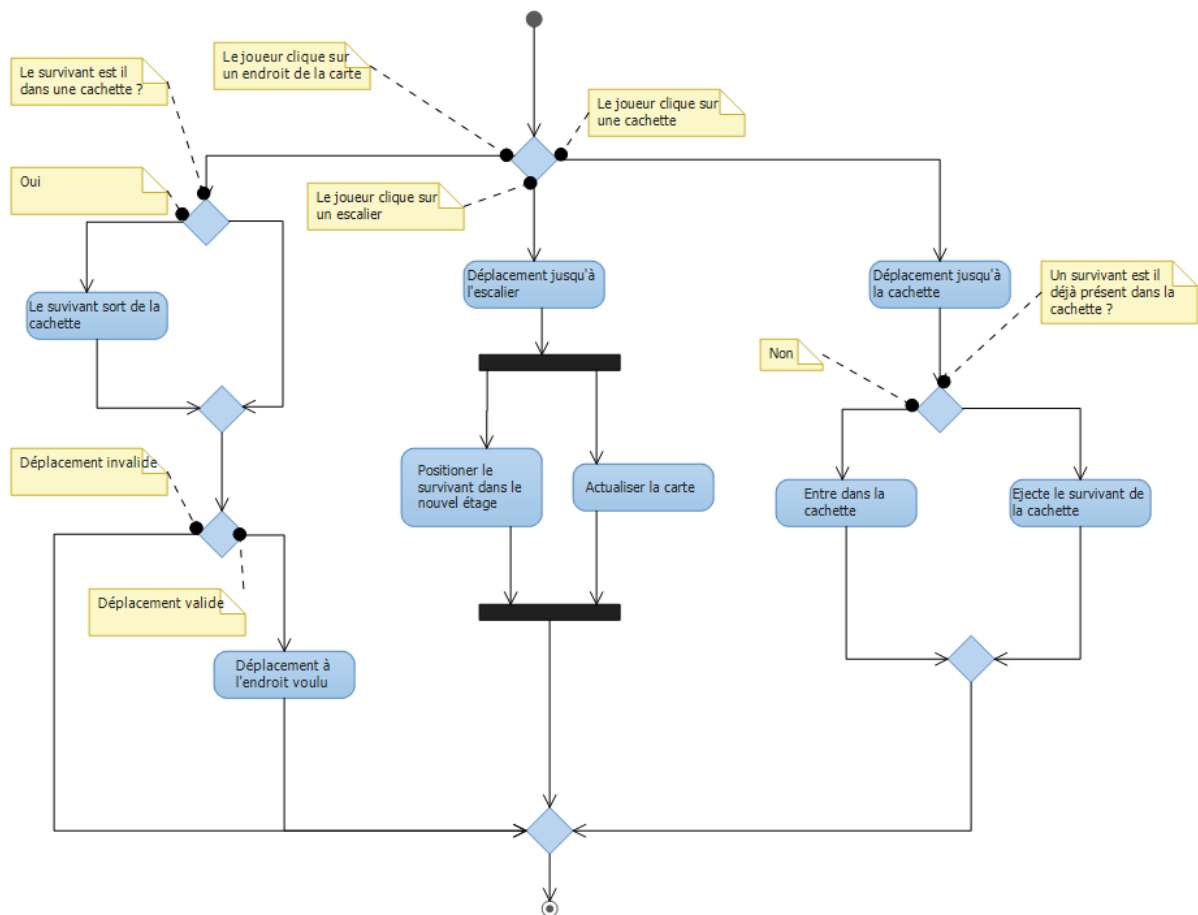 Le survivant est il
dans une cachette ?
Le joueur clique sur
un endroit de la carte
Le joueur clique sur
une cachette
Oui
Le joueur clique sur
un escalier
Le suvivant sort de la
cachette
Déplacement jusqu'à
l'escalier
Déplacement jusqu'à
la cachette
Un survivant est il
déjà présent dans la
cachette ?
Non
Déplacement invalide
Positioner le
survivant dans le
nouvel étage
Actualiser la carte
Entre dans la
cachette
Ejecte le survivant de
la cachette
Déplacement valide
Déplacement à
l'endroit voulu